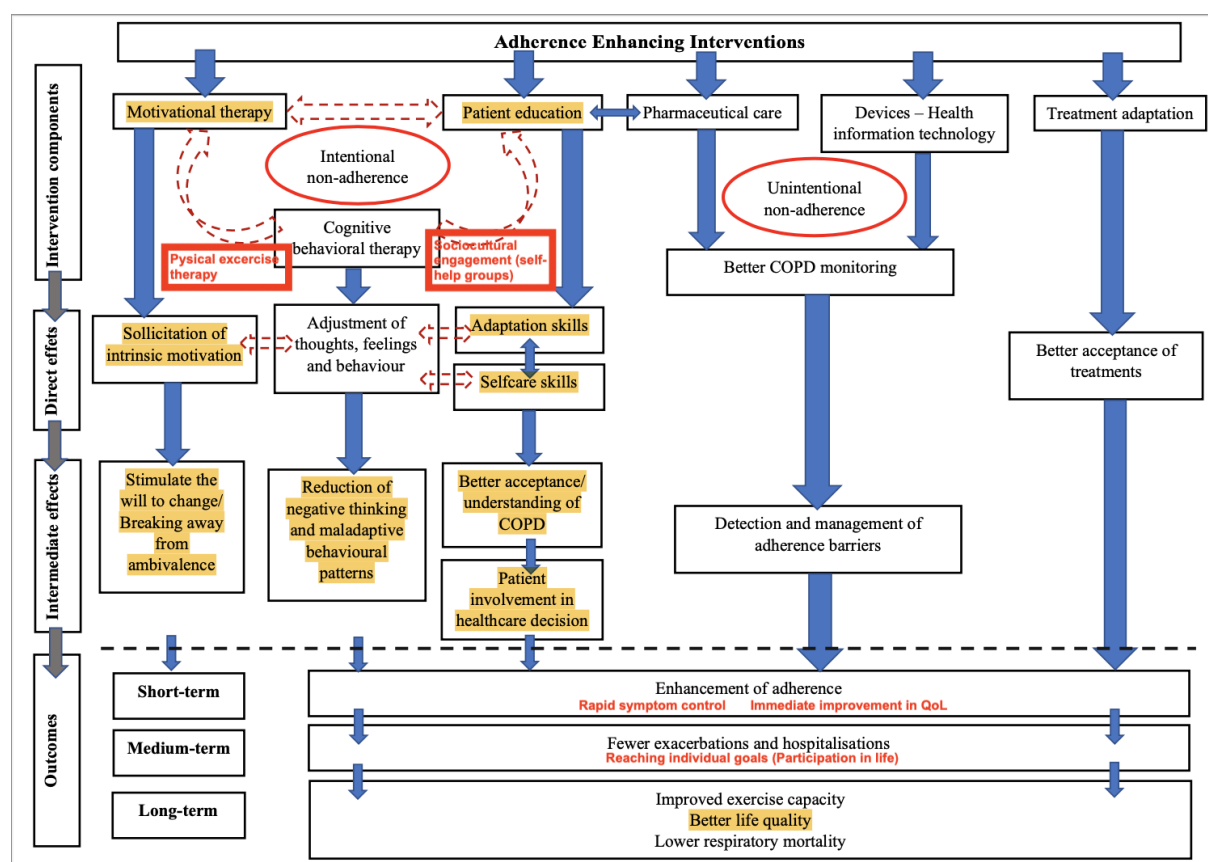 Adherence Enhancing Interventions
Intervention components
Motivational therapy
Patient education
Pharmaceutical care
Devices – Health
information technology
Treatment adaptation
Intentional
non-adherence
Unintentional
non-adherence
Cognitive
behavioral therapy
Pysical excercise
therapy
Sociocultural
engagement (self-
help groups)
Better COPD monitoring
Direct effets
Sollicitation of
intrinsic motivation
Adjustment of
thoughts, feelings
and behaviour
Adaptation skills
Selfcare skills
Better acceptance of
treatments
Intermediate effects
Stimulate the
will to change/
Breaking away
from
ambivalence
Reduction of
negative thinking
and maladaptive
behavioural
patterns
Better acceptance/
understanding of
COPD
Patient
involvement in
healthcare decision
Detection and management of
adherence barriers
Outcomes
Short-term
Enhancement of adherence
Rapid symptom control Immediate improvement in QoL
Medium-term
Fewer exacerbations and hospitalisations
Reaching individual goals (Participation in life)
Long-term
Improved exercise capacity
Better life quality
Lower respiratory mortality